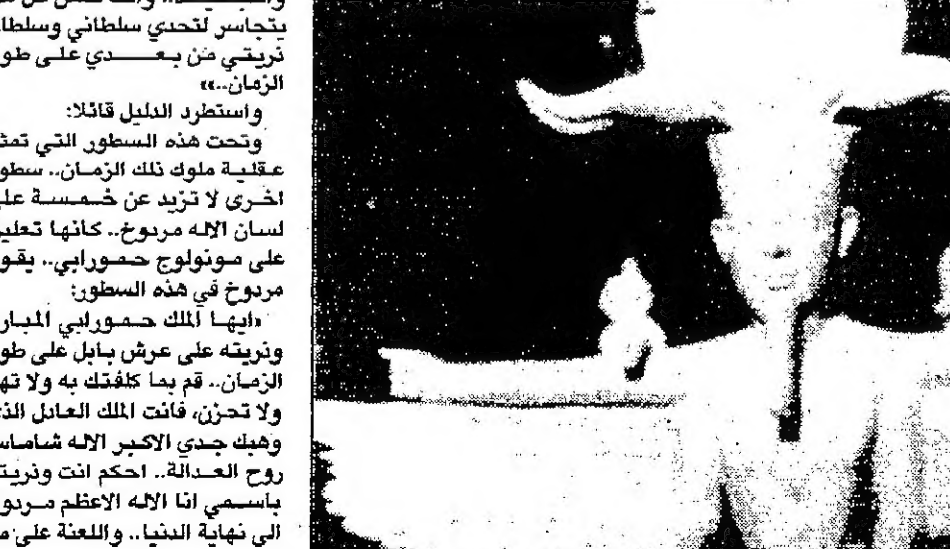 يتجاسر لتحدي سلطاني وسلطا
ذريتي من بعدي على طو
الزمان..»
واستطرد الدليل قائلا:
وتحت هذه السطور التي تمث
عقلية ملوك ذلك الزمان.. سطو
اخرى لا تزيد عن خمسة علي
لسان الاله مردوخ.. كانها تعلي
على مونولوج حمورابي.. يقو
مردوخ في هذه السطور:
«ايها الملك حمورابي المبار
وذريته على عرش بابل على طو
الزمان.. قم بما كلفتك به ولا ته
ولا تحزن، فانت الملك العادل الذ
وهبك جدي الاكبر الاله شاماس
روح العدالة.. احكم انت وذريت
باسمي انا الاله الاعظم مردو
الي نهاية الدنيا.. واللعنة على م